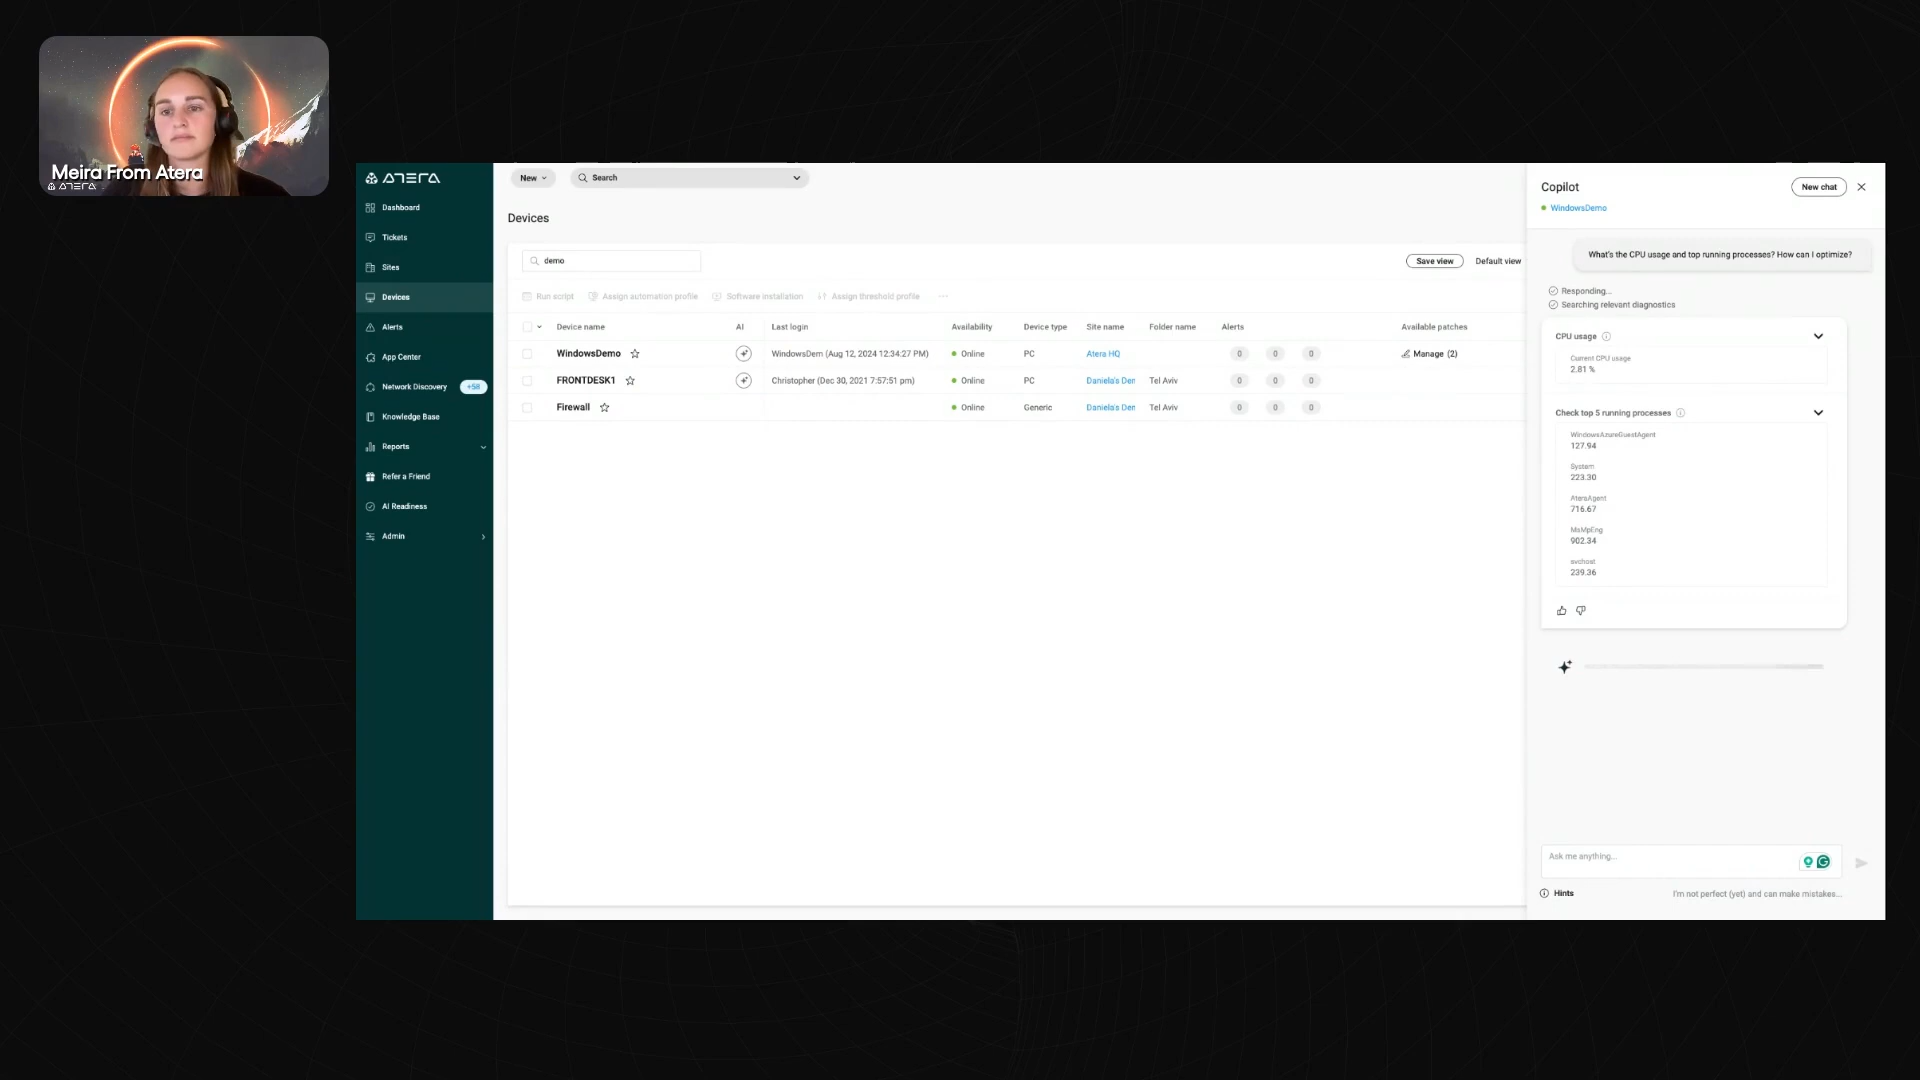 Meira From Atera
ATERA
ATERA
Dashboard
Tickets
Sites
Devices
Alerts
App Center
Network Discovery +58
Knowledge Base
Reports
Refer a Friend
AI Readiness
Admin
New
Search
Devices
demo
Save view
Default view
Run script
Assign automation profile
Software installation
Assign threshold profile
Device name AI Last login Availability Device type Site name Folder name Alerts Available patches
WindowsDemo WindowsDem (Aug 12, 2024 12:34:27 PM) Online PC Atera HQ 0 0 0 Manage (2)
FRONTDESK1 Christopher (Dec 30, 2021 7:57:51 pm) Online PC Daniela's Den Tel Aviv 0 0 0
Firewall Online Generic Daniela's Den Tel Aviv 0 0 0
Copilot
New chat
WindowsDemo
What's the CPU usage and top running processes? How can I optimize?
Responding...
Searching relevant diagnostics
CPU usage
Current CPU usage
2.81 %
Check top 5 running processes
WindowsAzureGuestAgent
127.94
System
223.30
AteraAgent
716.67
MsMpEng
902.34
svchost
239.36
Ask me anything...
Hints
I'm not perfect (yet) and can make mistakes...